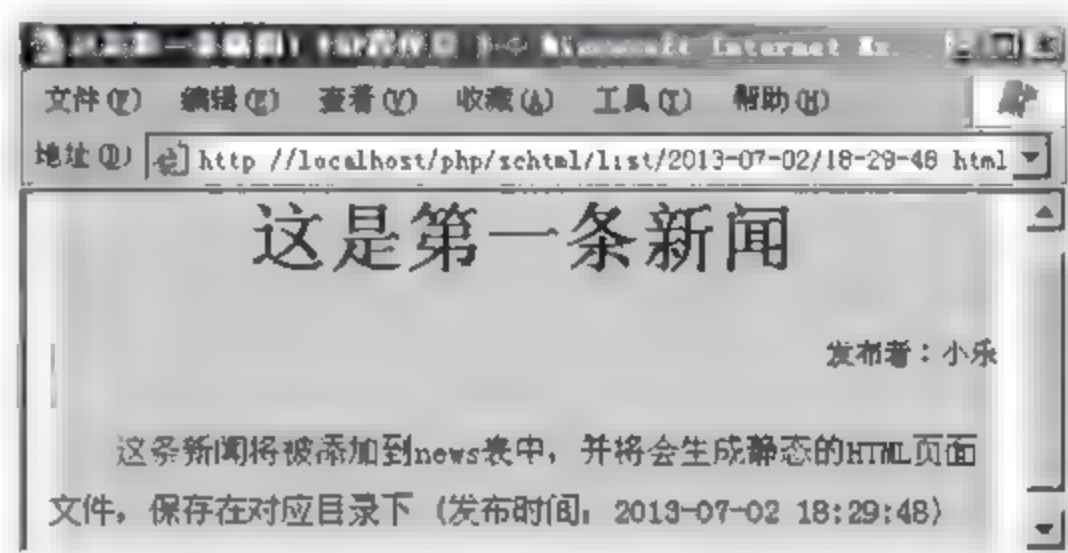 Microsoft Internet Ex...
文件(F) 编辑(E) 查看(V) 收藏(A) 工具(T) 帮助(H)
地址(D) http //localhost/php/schtml/list/2013-07-02/18-29-48 html
这是第一条新闻
发布者：小乐
这条新闻将被添加到news表中，并将会生成静态的HTML页面
文件，保存在对应目录下 (发布时间：2013-07-02 18:29:48)